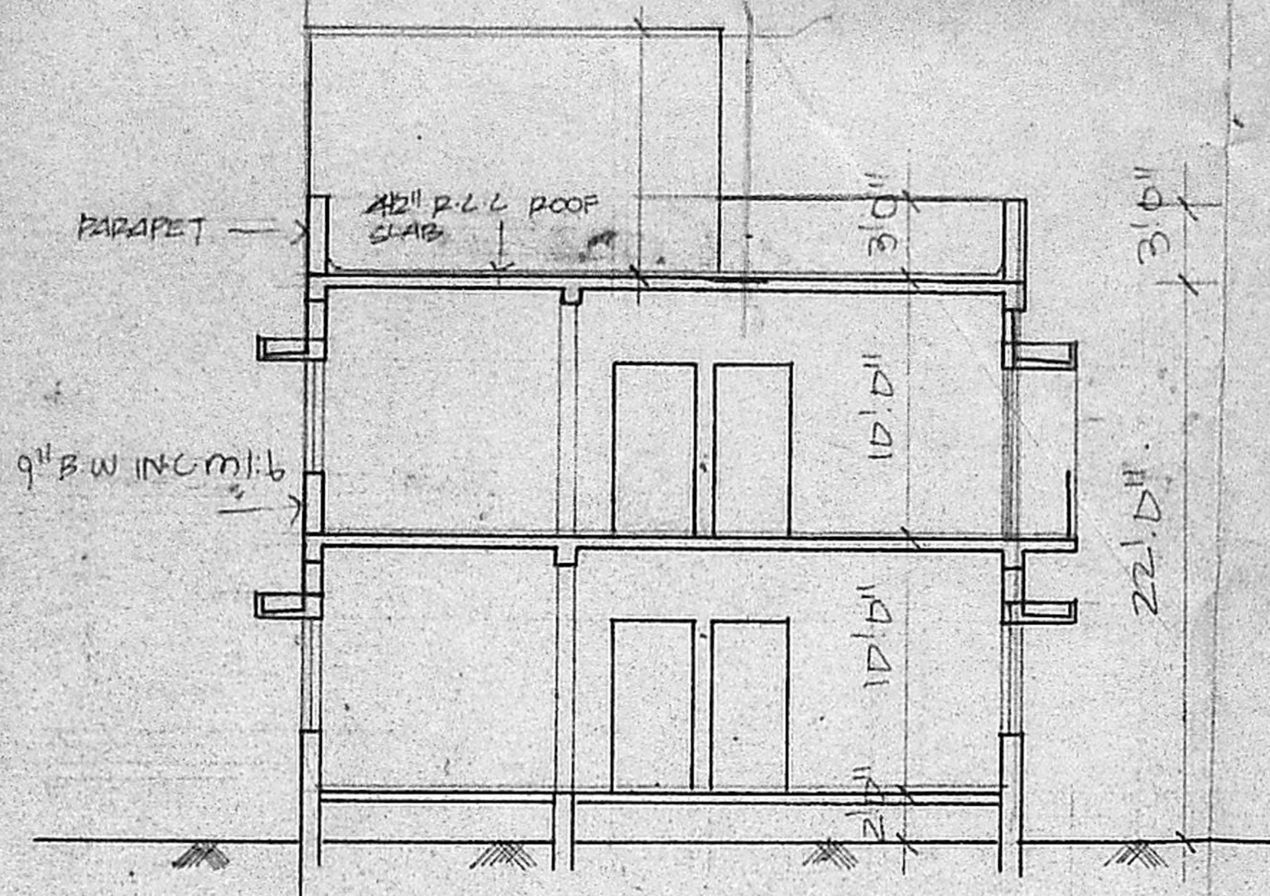 4½" R.C.C ROOF
SLAB
PARAPET
3'.0"
3'.0"
10'.0"
9" B.W IN.C.M 1:6
22'.0".
10'.0"
2'.0"